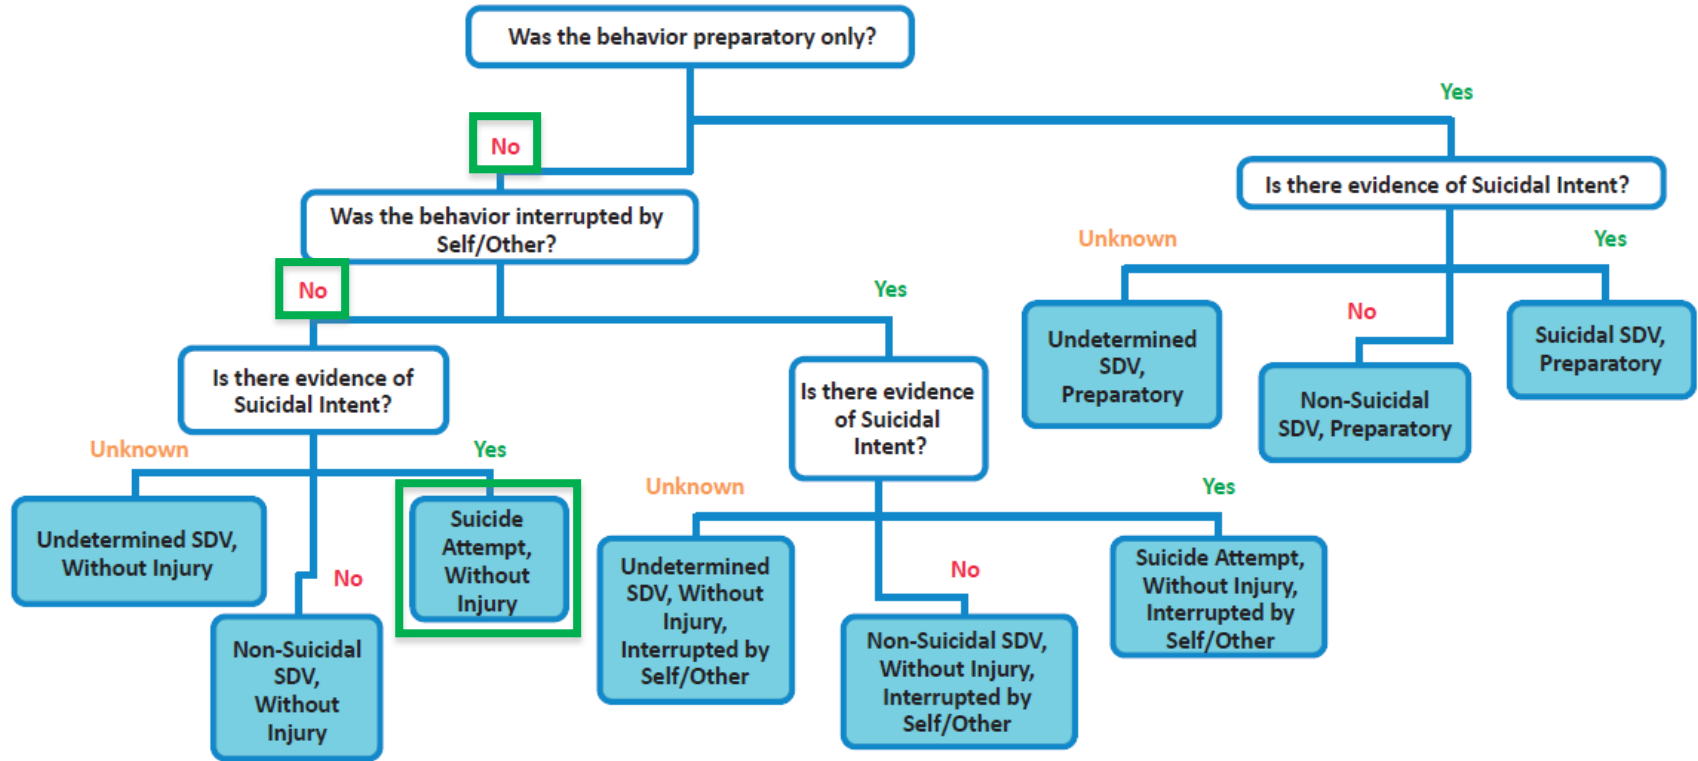 Was the behavior preparatory only?
Yes
No
Is there evidence of Suicidal Intent?
Was the behavior interrupted by
Self/Other?
Unknown
Yes
No
Yes
No
Undetermined
SDV,
Preparatory
Suicidal SDV,
Preparatory
Non-Suicidal
SDV, Preparatory
Is there evidence of
Suicidal Intent?
Is there evidence
of Suicidal
Intent?
Unknown
Yes
Unknown
Yes
Undetermined SDV,
Without Injury
Suicide
Attempt,
Without
Injury
No
Non-Suicidal
SDV,
Without
Injury
Undetermined
SDV, Without
Injury,
Interrupted by
Self/Other
No
Non-Suicidal SDV,
Without Injury,
Interrupted by
Self/Other
Suicide Attempt,
Without Injury,
Interrupted by
Self/Other